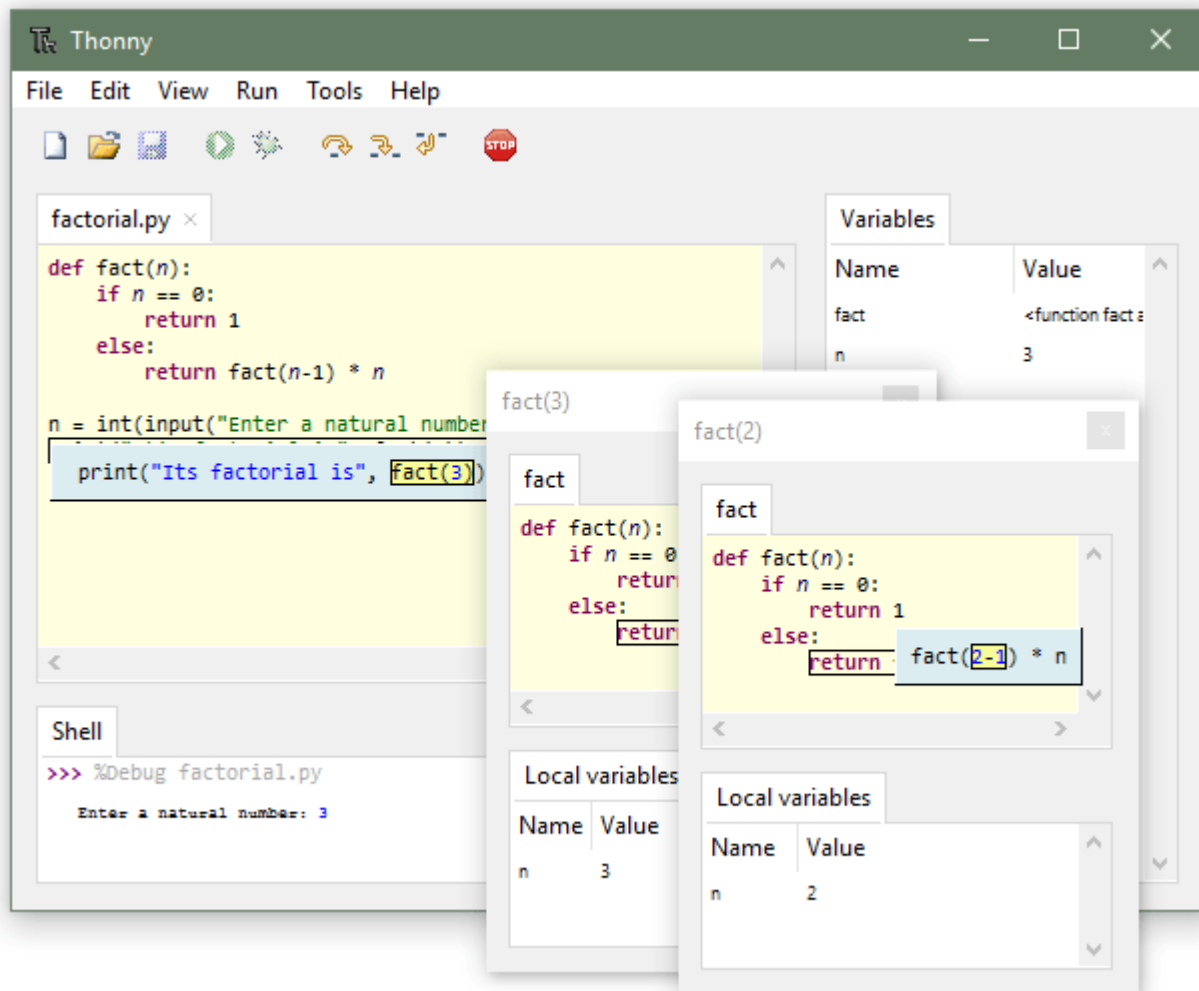 Thonny
File Edit View Run Tools Help
STOP
factorial.py
def fact(n):
    if n == 0:
        return 1
    else:
        return fact(n-1) * n
n = int(input("Enter a natural number
print("Its factorial is", fact(3))
Shell
>>> %Debug factorial.py
Enter a natural number: 3
Variables
Name Value
fact <function fact a
n 3
fact(3)
fact
def fact(n):
    if n == 0
        return
    else:
        return
Local variables
Name Value
n 3
fact(2)
fact
def fact(n):
    if n == 0:
        return 1
    else:
        return fact(2-1) * n
Local variables
Name Value
n 2